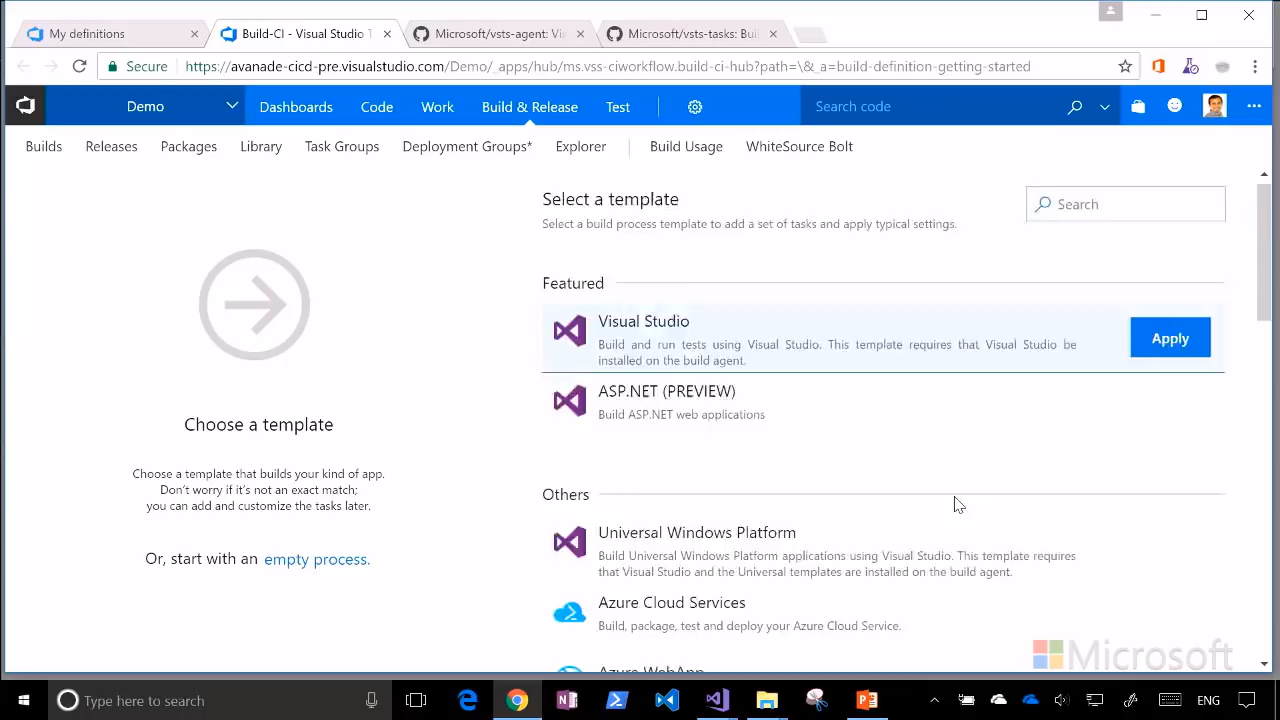 My definitions
Build-CI - Visual Studio T
Microsoft/vsts-agent: Vis
Microsoft/vsts-tasks: Buil
Secure
https://avanade-cicd-pre.visualstudio.com/Demo/_apps/hub/ms.vss-ciworkflow.build-ci-hub?path=\&_a=build-definition-getting-started
Demo
Dashboards
Code
Work
Build & Release
Test
Search code
Builds
Releases
Packages
Library
Task Groups
Deployment Groups*
Explorer
Build Usage
WhiteSource Bolt
Select a template
Select a build process template to add a set of tasks and apply typical settings.
Search
Choose a template
Choose a template that builds your kind of app.
Don't worry if it's not an exact match;
you can add and customize the tasks later.
Or, start with an empty process.
Featured
Visual Studio
Build and run tests using Visual Studio. This template requires that Visual Studio be
installed on the build agent.
Apply
ASP.NET (PREVIEW)
Build ASP.NET web applications
Others
Universal Windows Platform
Build Universal Windows Platform applications using Visual Studio. This template requires
that Visual Studio and the Universal templates are installed on the build agent.
Azure Cloud Services
Build, package, test and deploy your Azure Cloud Service.
Azure WebApp
Microsoft
Type here to search
ENG